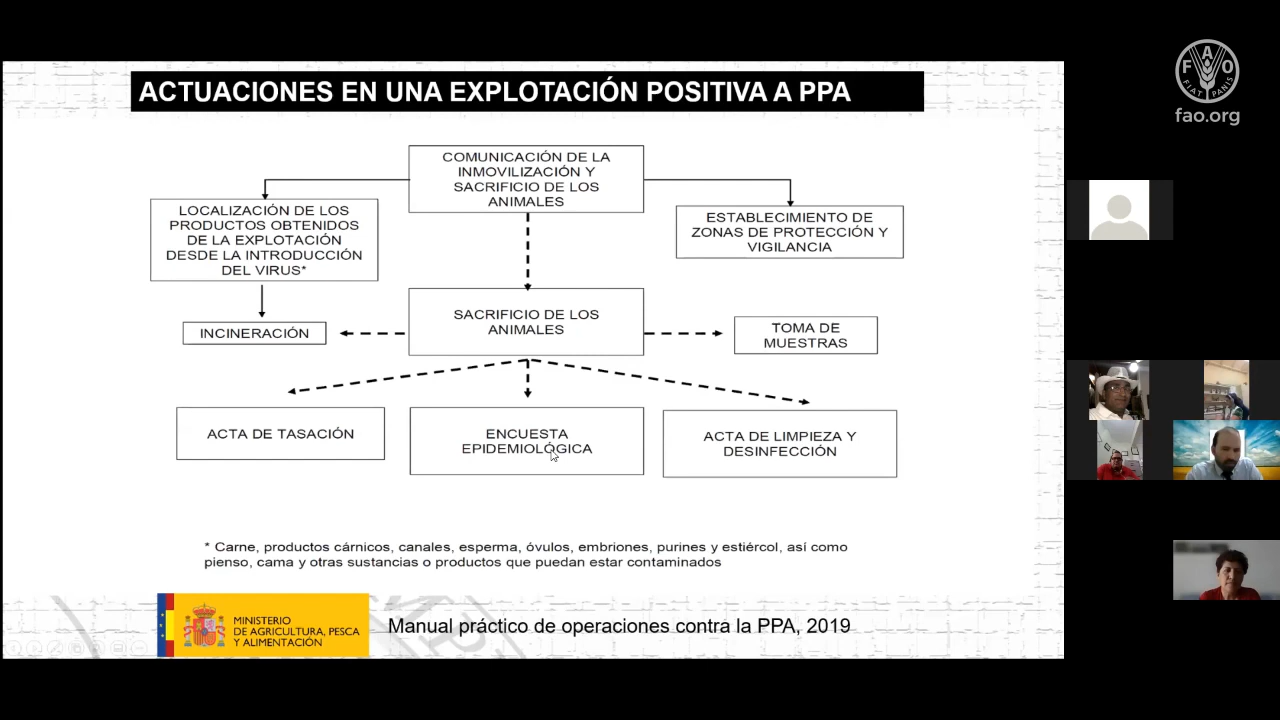 ACTUACIONES EN UNA EXPLOTACIÓN POSITIVA A PPA
COMUNICACIÓN DE LA
INMOVILIZACIÓN Y
SACRIFICIO DE LOS
ANIMALES
LOCALIZACIÓN DE LOS
PRODUCTOS OBTENIDOS
DE LA EXPLOTACIÓN
DESDE LA INTRODUCCIÓN
DEL VIRUS*
ESTABLECIMIENTO DE
ZONAS DE PROTECCIÓN Y
VIGILANCIA
INCINERACIÓN
SACRIFICIO DE LOS
ANIMALES
TOMA DE
MUESTRAS
ACTA DE TASACIÓN
ENCUESTA
EPIDEMIOLÓGICA
ACTA DE LIMPIEZA Y
DESINFECCIÓN
* Carne, productos cárnicos, canales, esperma, óvulos, embriones, purines y estiércol, así como
pienso, cama y otras sustancias o productos que puedan estar contaminados
MINISTERIO
DE AGRICULTURA, PESCA
Y ALIMENTACIÓN
Manual práctico de operaciones contra la PPA, 2019
FAO
FIAT PANIS
fao.org